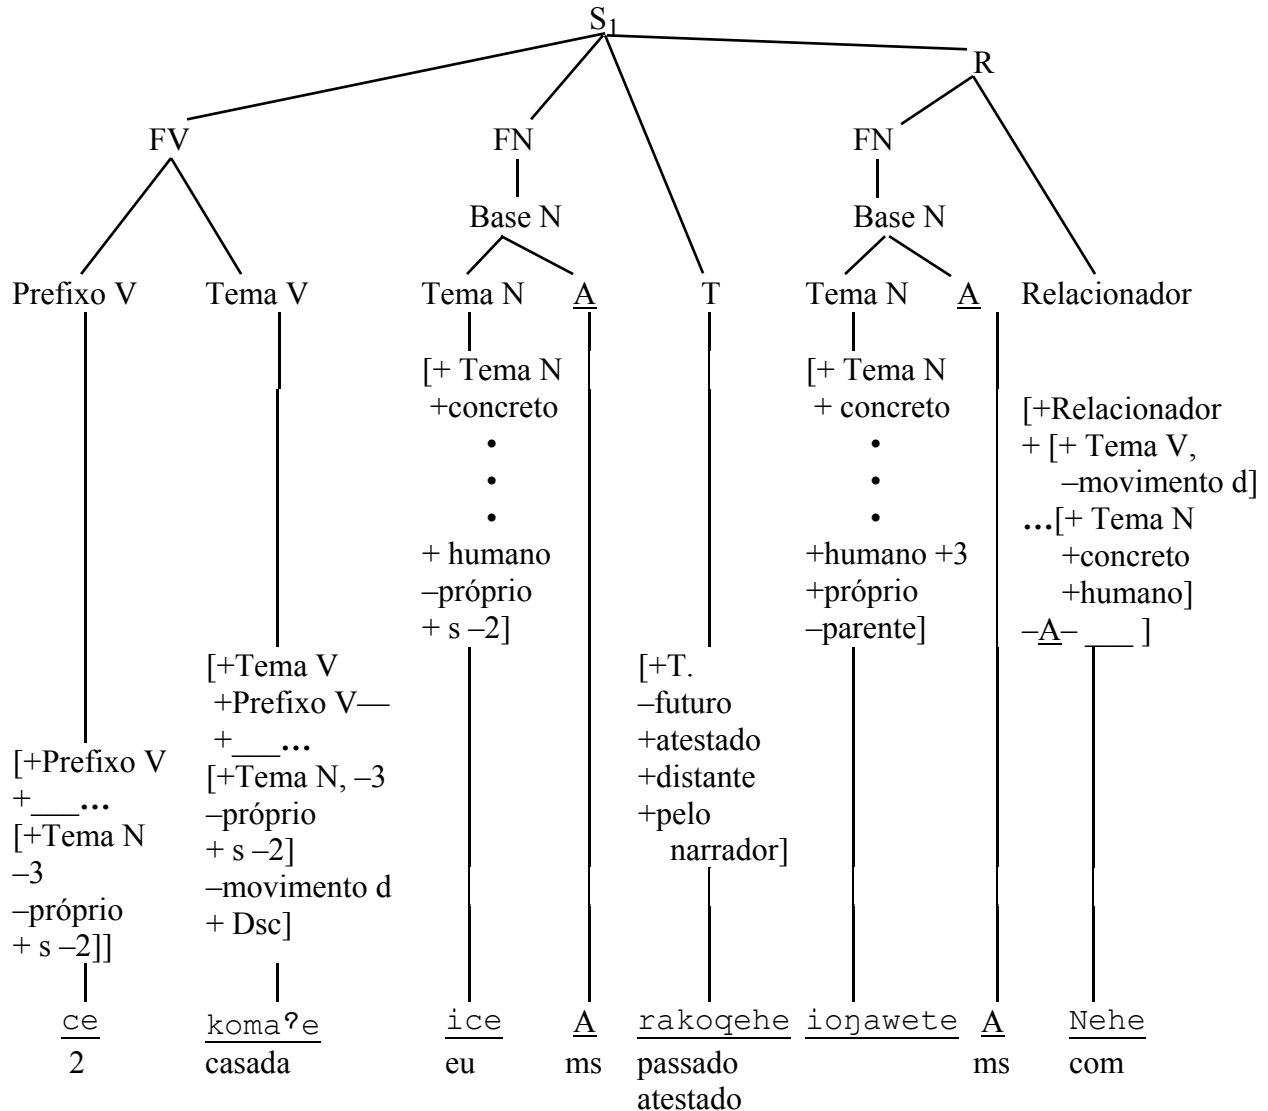 S1
R
FV FN FN
Base N Base N
Prefixo V Tema V Tema N A T Tema N A Relacionador
[+ Tema N [+ Tema N
+concreto + concreto [+Relacionador
• • + [+ Tema V,
• • –movimento d]
• • ...[+ Tema N
+ humano +humano +3 +concreto
–próprio +próprio +humano]
+ s –2] –parente] –A– ___ ]
[+Tema V [+T.
+Prefixo V— –futuro
+___... +atestado
[+Prefixo V [+Tema N, –3 +distante
+___... –próprio +pelo
[+Tema N + s –2] narrador]
–3 –movimento d
–próprio + Dsc]
+ s –2]]
ce komaˀe ice A rakoqehe ioŋawete A Nehe
2 casada eu ms passado ms com
atestado